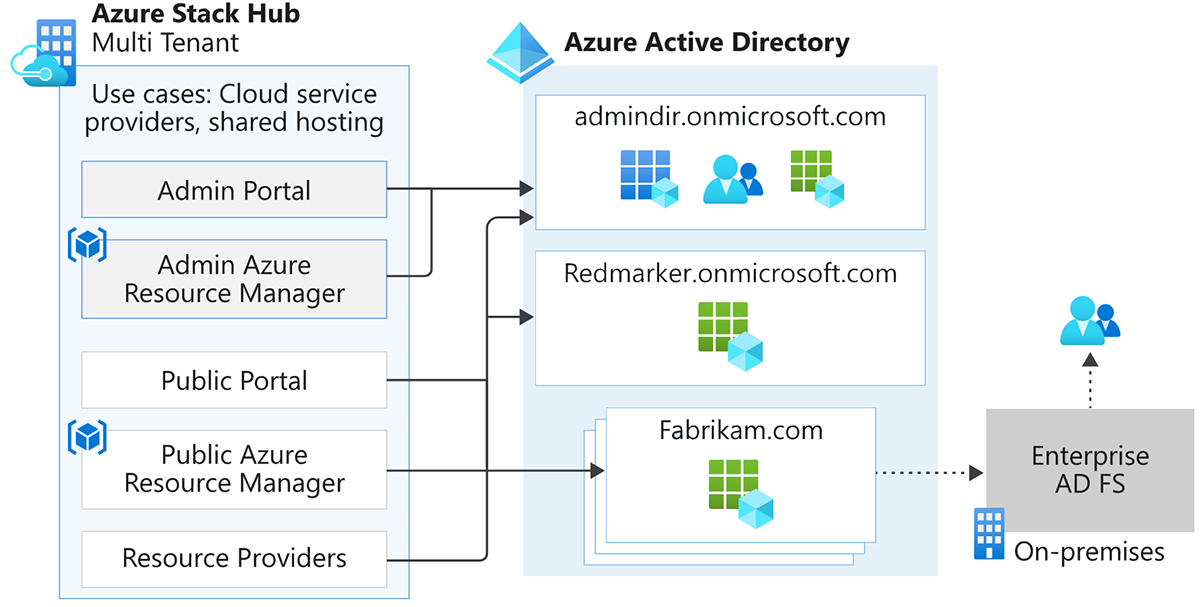 Azure Stack Hub
Multi Tenant
Use cases: Cloud service
providers, shared hosting
Admin Portal
Admin Azure
Resource Manager
Public Portal
Public Azure
Resource Manager
Resource Providers
Azure Active Directory
admindir.onmicrosoft.com
Redmarker.onmicrosoft.com
Fabrikam.com
Enterprise
AD FS
On-premises